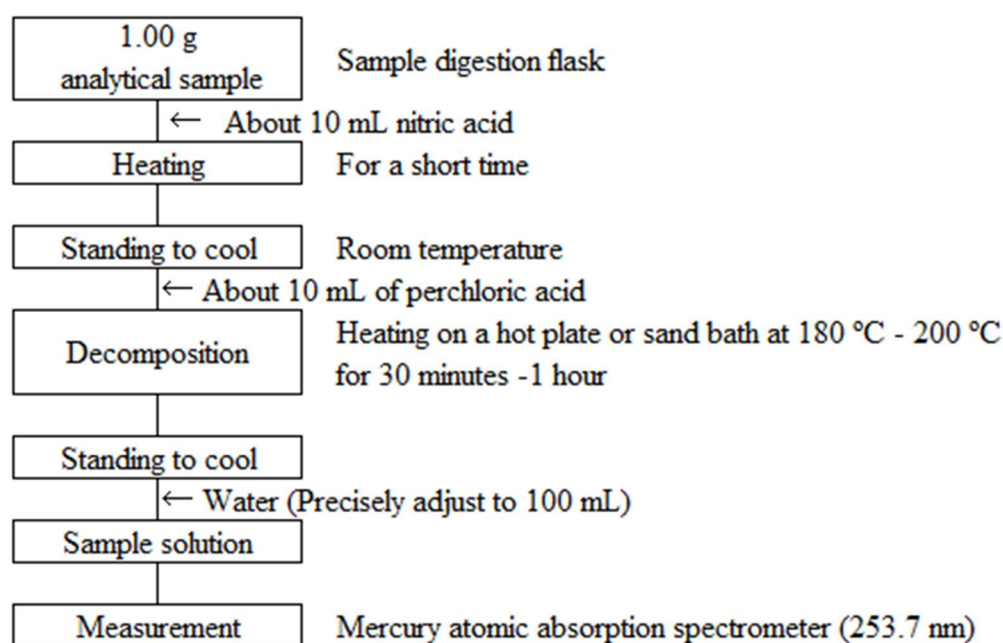 1.00 g
analytical sample
Sample digestion flask
← About 10 mL nitric acid
Heating
For a short time
Standing to cool
Room temperature
← About 10 mL of perchloric acid
Decomposition
Heating on a hot plate or sand bath at 180 ºC - 200 ºC
for 30 minutes -1 hour
Standing to cool
← Water (Precisely adjust to 100 mL)
Sample solution
Measurement
Mercury atomic absorption spectrometer (253.7 nm)